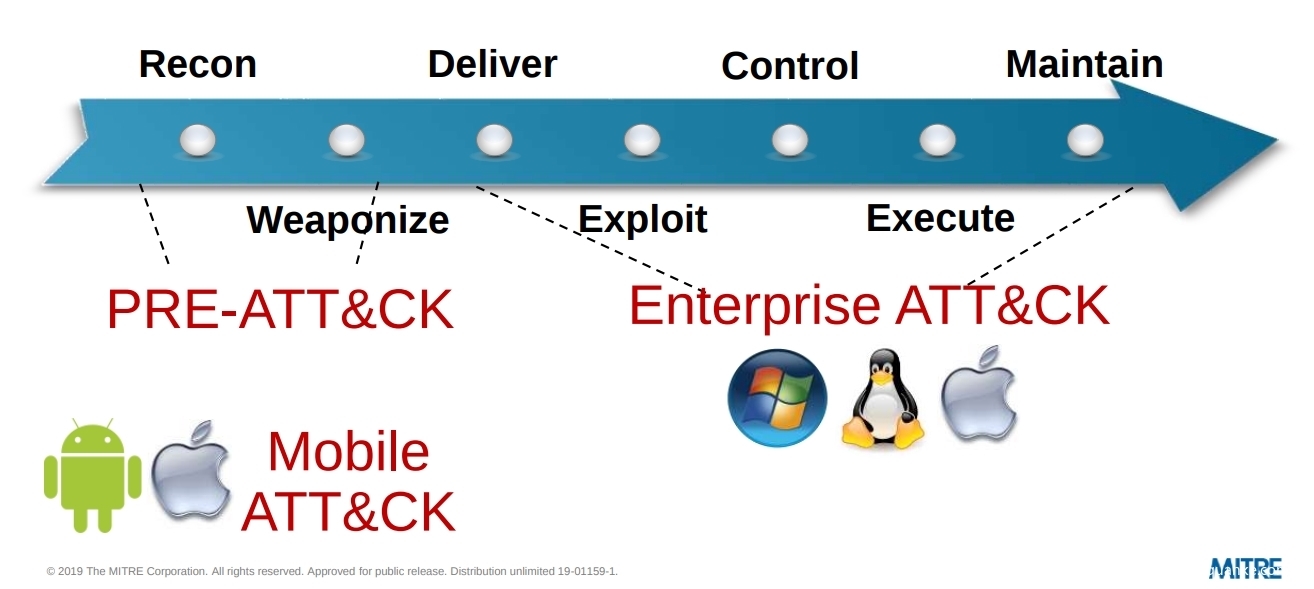 Recon Deliver Control Maintain
Weaponize Exploit Execute
PRE-ATT&CK Enterprise ATT&CK
Mobile
ATT&CK
© 2019 The MITRE Corporation. All rights reserved. Approved for public release. Distribution unlimited 19-01159-1.
MITRE